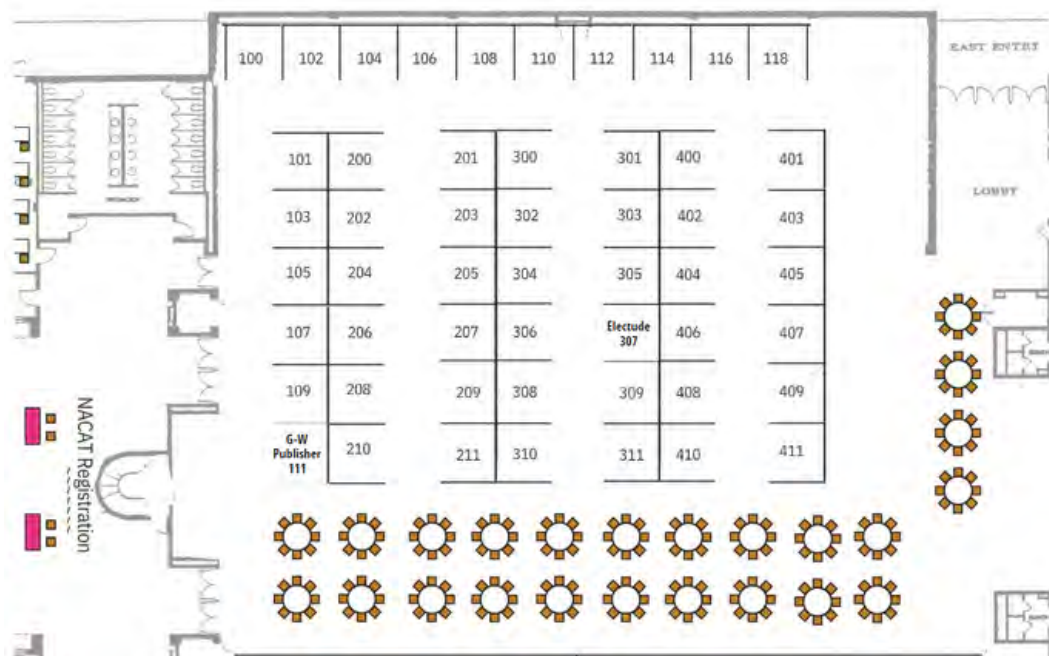 100 102 104 106 108 110 112 114 116 118
EAST ENTRY
101 200 201 300 301 400 401
LOBBY
103 202 203 302 303 402 403
105 204 205 304 305 404 405
107 206 207 306 Electude
307 406 407
109 208 209 308 309 408 409
G-W
Publisher
111 210 211 310 311 410 411
NACAT Registration